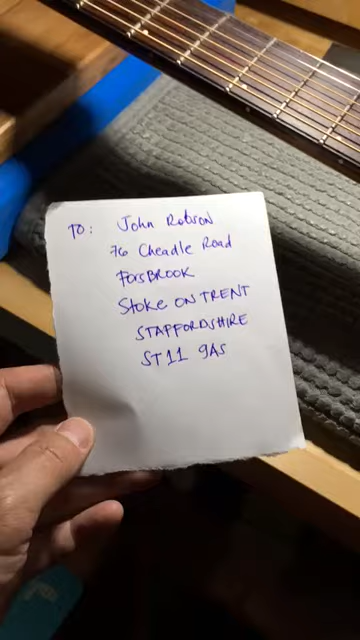 TO: John Robson
76 Cheadle Road
FORSBROOK
Stoke ON TRENT
STAFFORDSHIRE
ST11 9AS